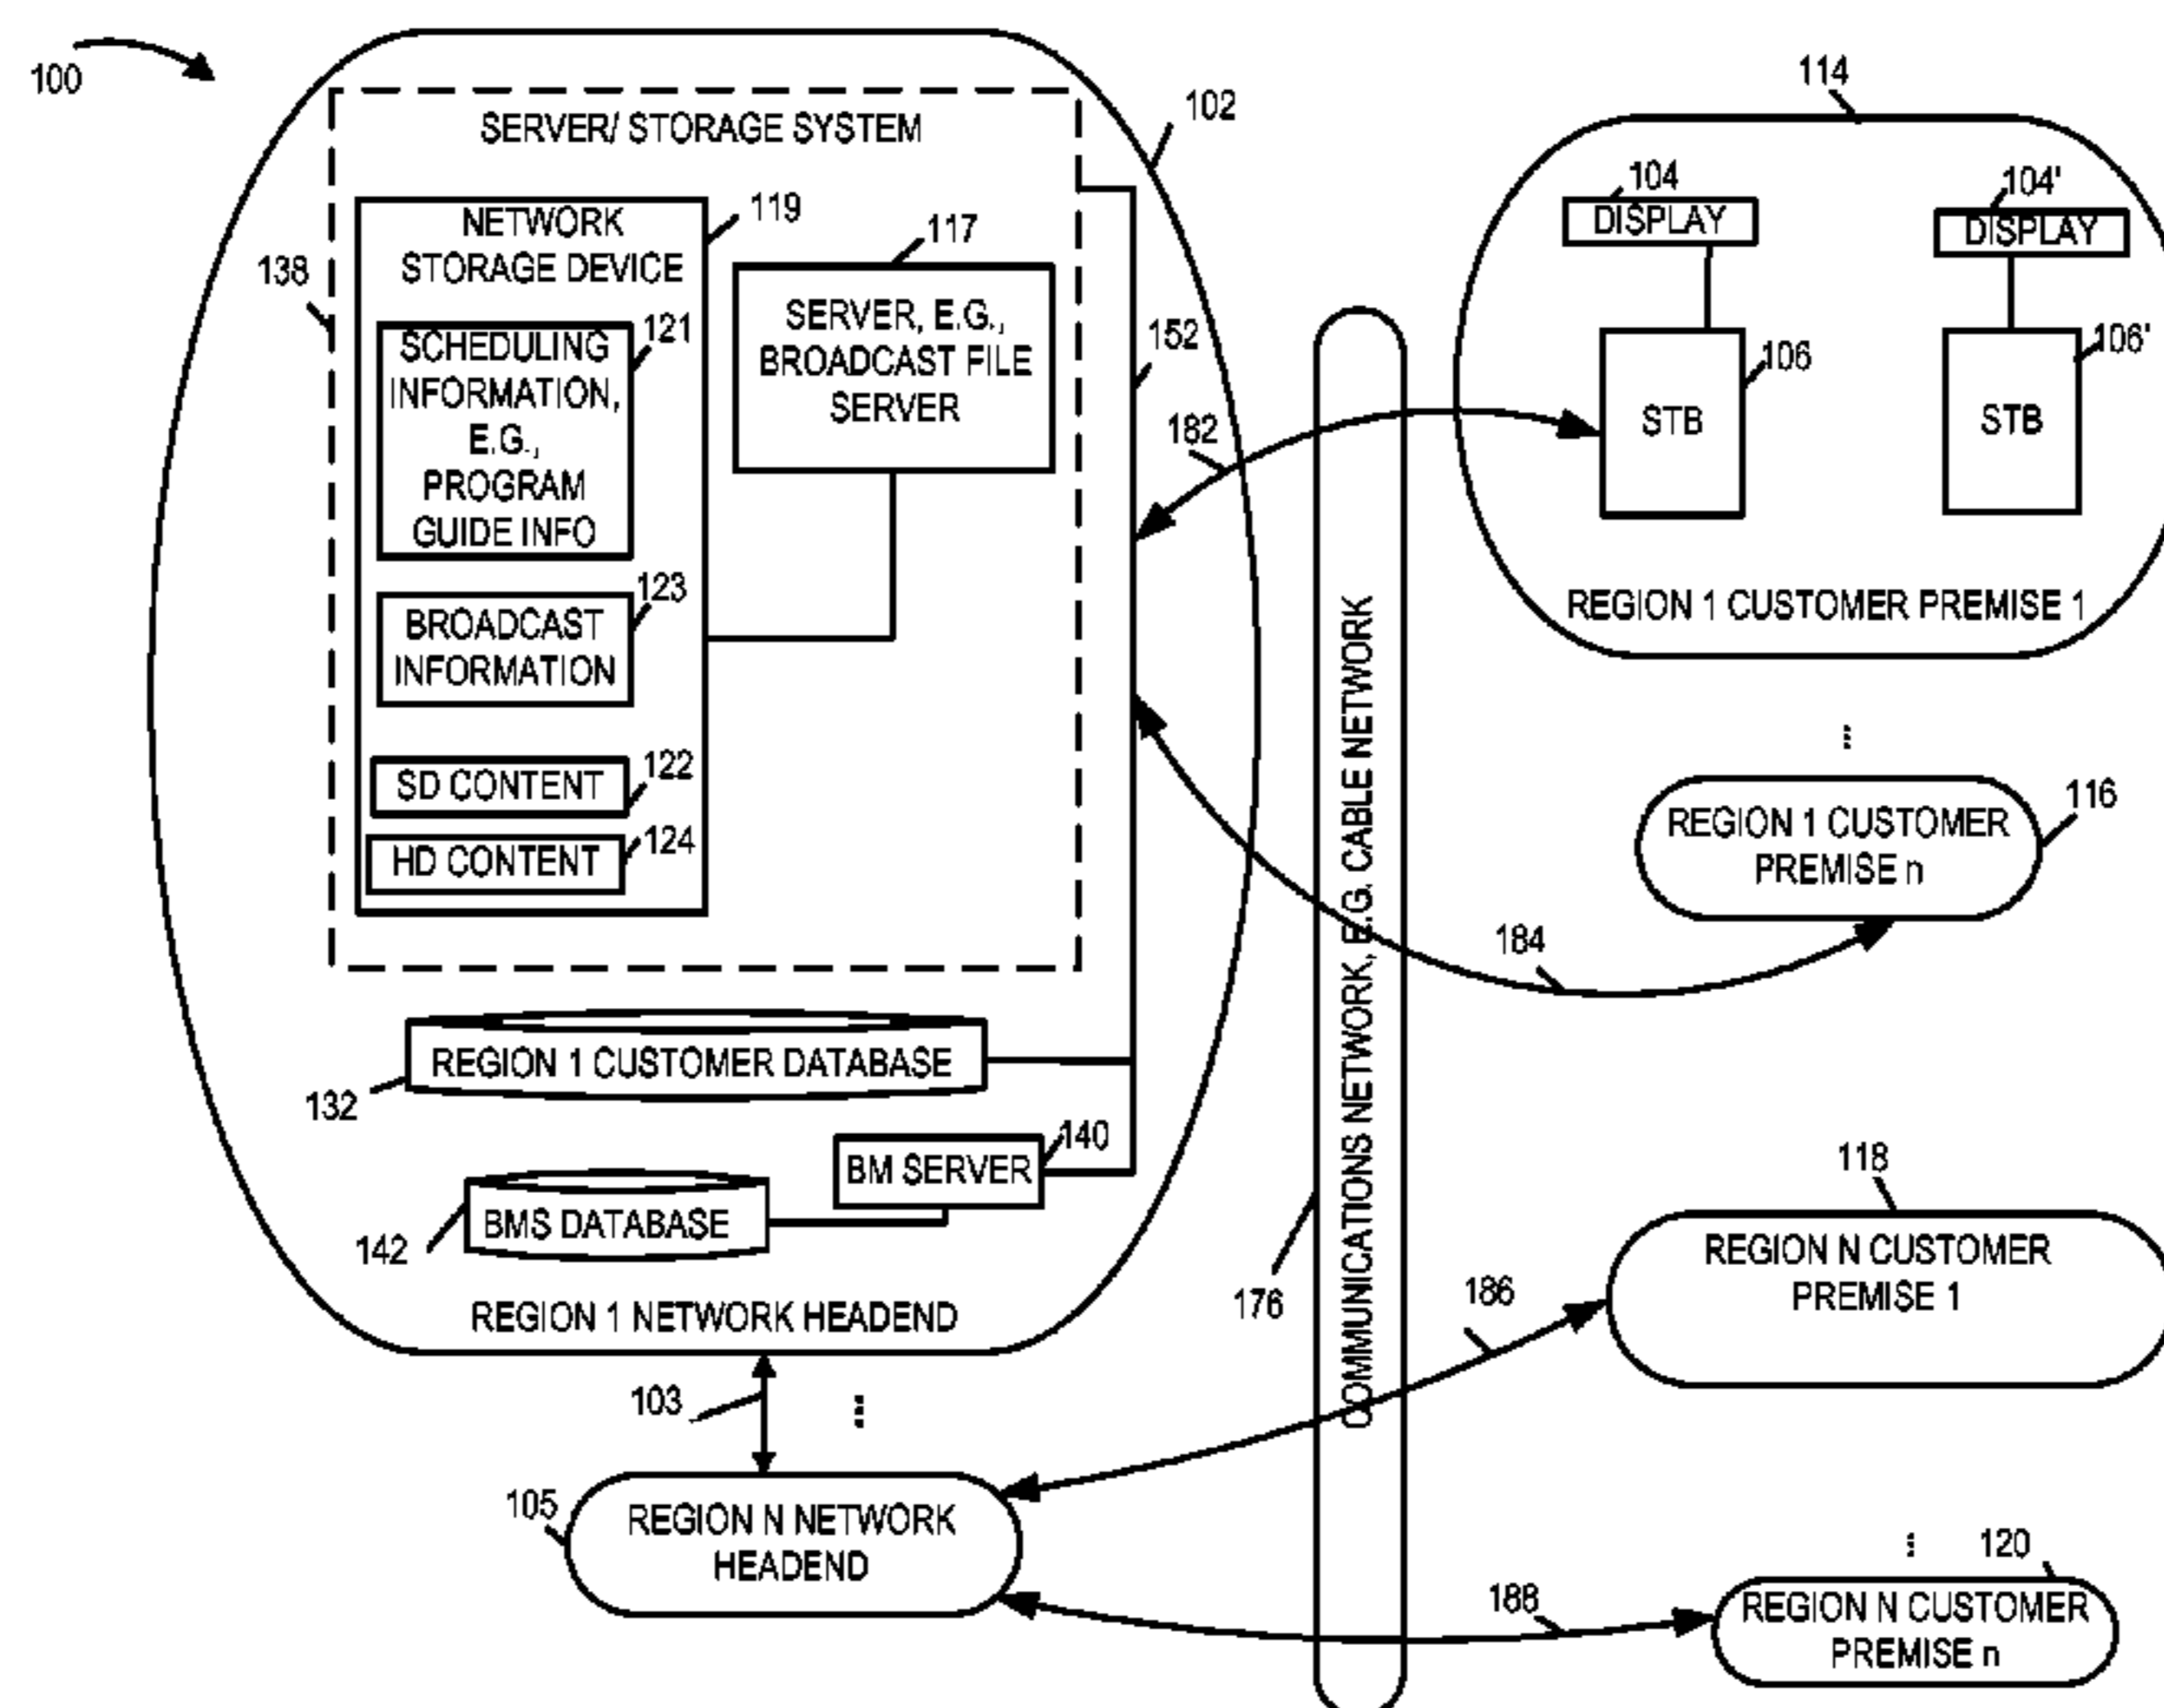 100
SERVER/ STORAGE SYSTEM
102
138
NETWORK
STORAGE DEVICE
119
117
SERVER, E.G.,
BROADCAST FILE
SERVER
SCHEDULING
INFORMATION,
E.G.,
PROGRAM
GUIDE INFO
121
BROADCAST
INFORMATION
123
SD CONTENT
122
HD CONTENT
124
152
182
REGION 1 CUSTOMER DATABASE
132
BM SERVER
140
BMS DATABASE
142
REGION 1 NETWORK HEADEND
103
...
105
REGION N NETWORK
HEADEND
COMMUNICATIONS NETWORK, E.G. CABLE NETWORK
176
114
104
DISPLAY
104'
DISPLAY
106
STB
106'
STB
REGION 1 CUSTOMER PREMISE 1
...
116
REGION 1 CUSTOMER
PREMISE n
184
118
REGION N CUSTOMER
PREMISE 1
186
...
120
REGION N CUSTOMER
PREMISE n
188